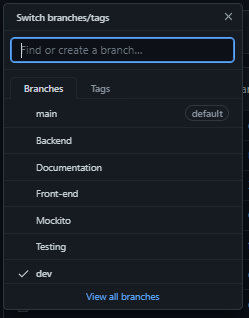 Switch branches/tags
Find or create a branch...
Branches Tags
main default
Backend
Documentation
Front-end
Mockito
Testing
dev
View all branches